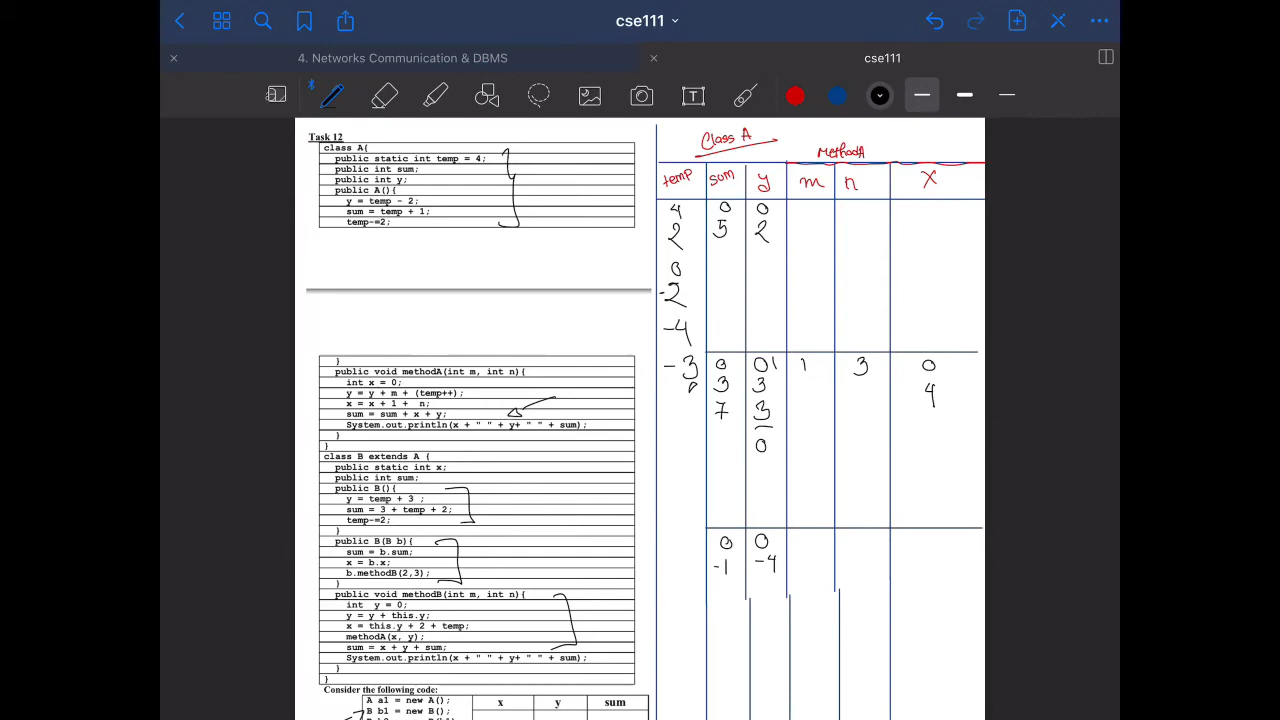 cse111
4. Networks Communication & DBMS
cse111
Task 12
class A{
public static int temp = 4;
public int sum;
public int y;
public A(){
y = temp - 2;
sum = temp + 1;
temp-=2;
}
public void methodA(int m, int n){
int x = 0;
y = y + m + (temp++);
x = x + 1 + n;
sum = sum + x + y;
System.out.println(x + " " + y+ " " + sum);
}
}
class B extends A {
public static int x;
public int sum;
public B(){
y = temp + 3 ;
sum = 3 + temp + 2;
temp-=2;
}
public B(B b){
sum = b.sum;
x = b.x;
b.methodB(2,3);
}
public void methodB(int m, int n){
int y = 0;
y = y + this.y;
x = this.y + 2 + temp;
methodA(x, y);
sum = x + y + sum;
System.out.println(x + " " + y+ " " + sum);
}
}
Consider the following code:
A a1 = new A();
B b1 = new B();
x y sum
Class A
MethodA
temp sum y m n x
4 0 0
2 5 2
0
-2
-4
-3 0 0 1 1 3 0
3 3 4
7 3
0
0 0
-1 -4